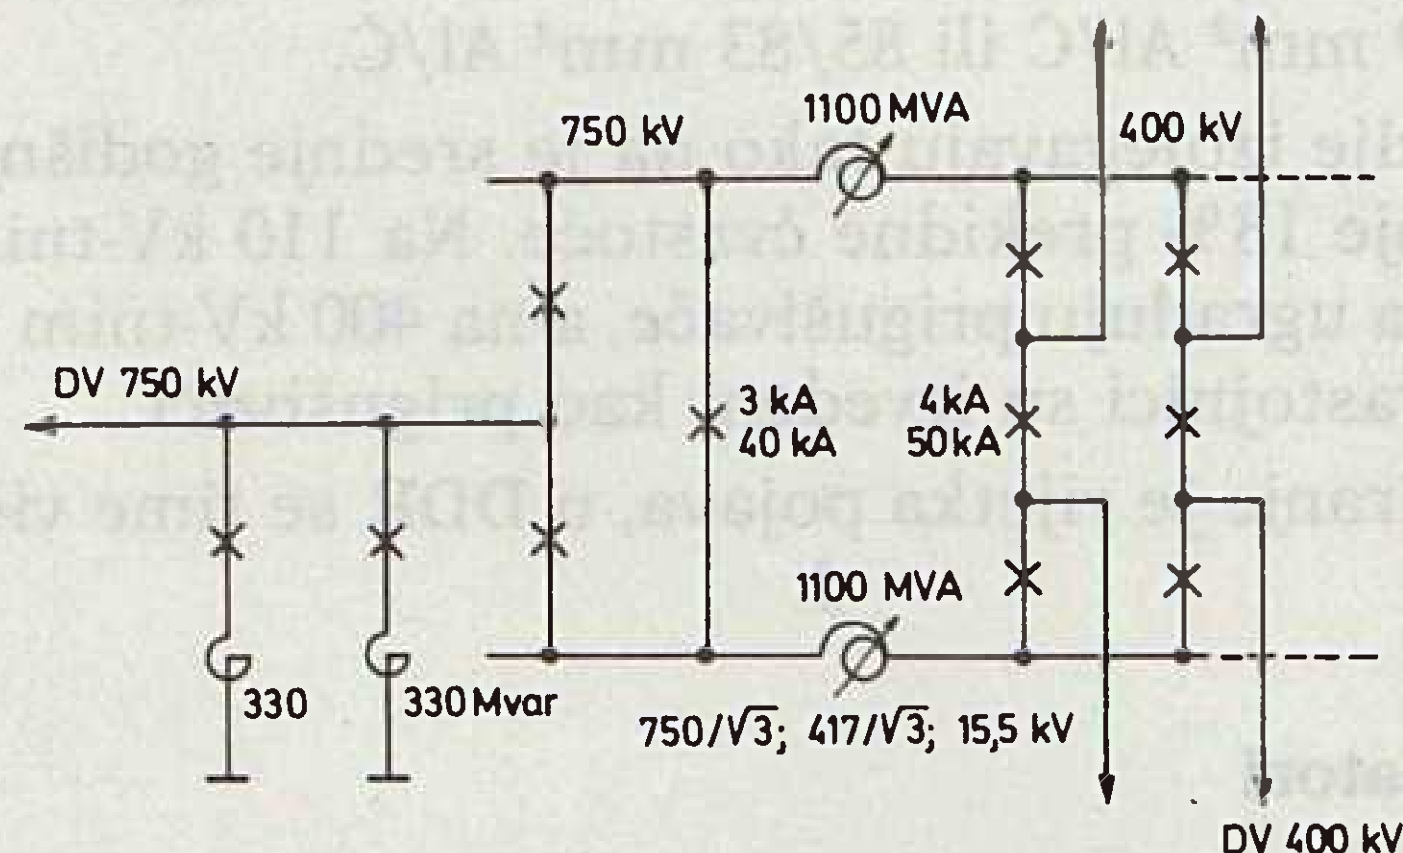 1100 MVA
750 kV
400 kV
DV 750 kV
3 kA
40 kA
4 kA
50 kA
1100 MVA
330
330 Mvar
750/√3; 417/√3; 15,5 kV
DV 400 kV